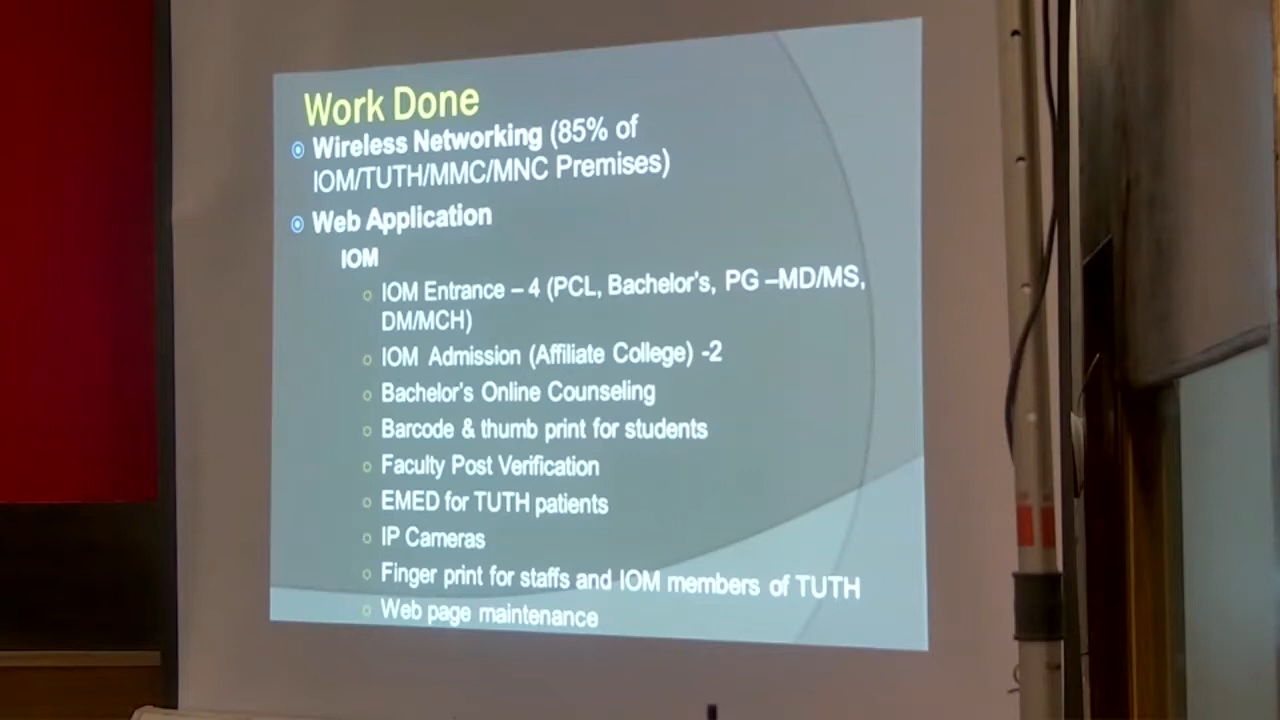 Work Done
Wireless Networking (85% of
IOM/TUTH/MMC/MNC Premises)
Web Application
IOM
IOM Entrance – 4 (PCL, Bachelor's, PG –MD/MS,
DM/MCH)
IOM Admission (Affiliate College) -2
Bachelor's Online Counseling
Barcode & thumb print for students
Faculty Post Verification
EMED for TUTH patients
IP Cameras
Finger print for staffs and IOM members of TUTH
Web page maintenance